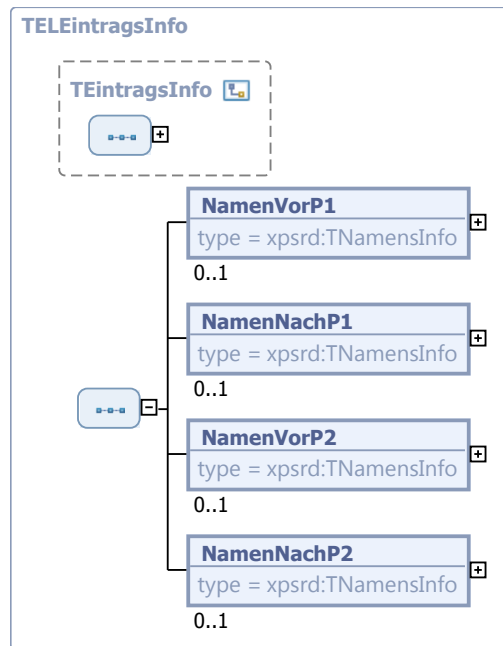 TELEintragsInfo
TEintragsInfo
NamenVorP1
type = xpsrd:TNamensInfo
0..1
NamenNachP1
type = xpsrd:TNamensInfo
0..1
NamenVorP2
type = xpsrd:TNamensInfo
0..1
NamenNachP2
type = xpsrd:TNamensInfo
0..1